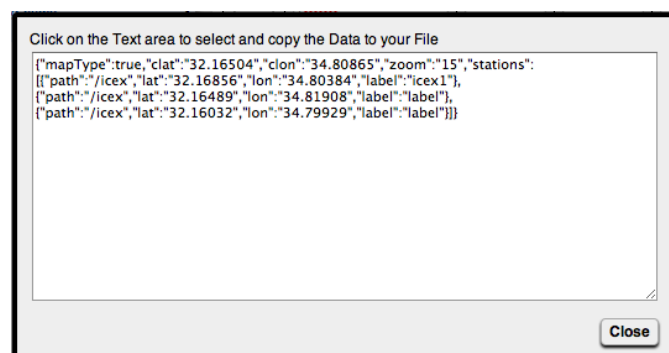 Click on the Text area to select and copy the Data to your File
{"mapType":true,"clat":"32.16504","clon":"34.80865","zoom":"15","stations":
[{"path":"/icex","lat":"32.16856","lon":"34.80384","label":"icex1"},
{"path":"/icex","lat":"32.16489","lon":"34.81908","label":"label"},
{"path":"/icex","lat":"32.16032","lon":"34.79929","label":"label"}]}
Close